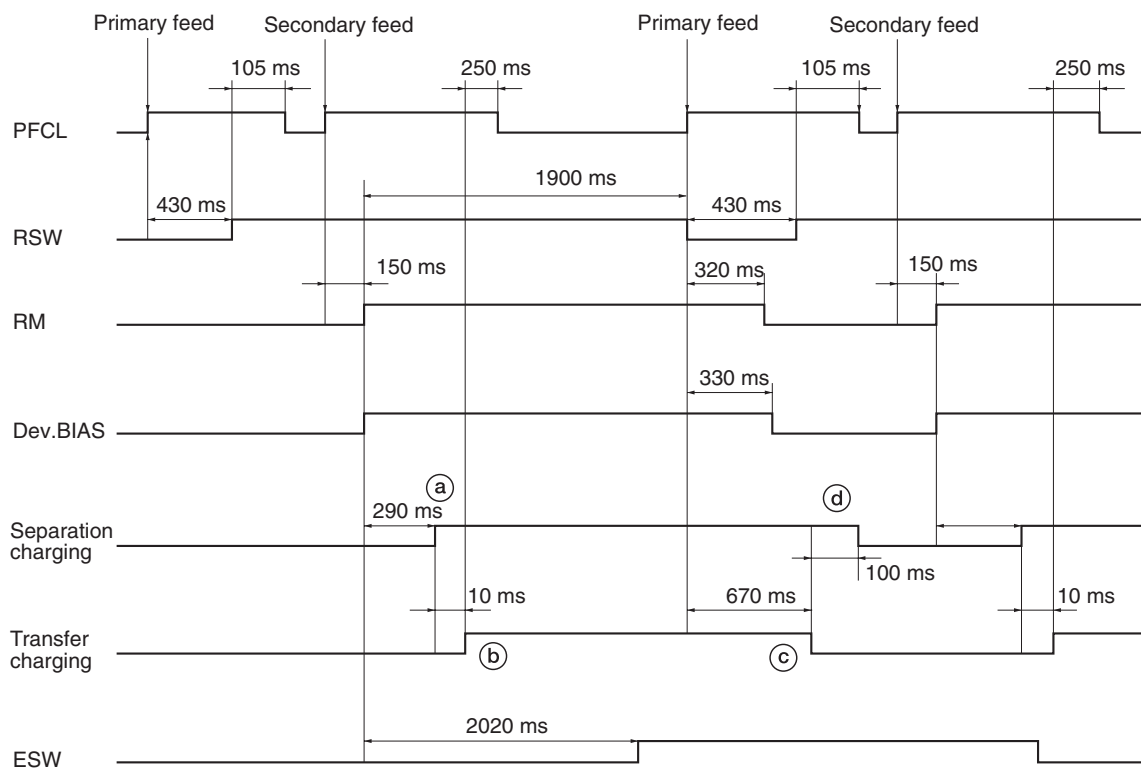 Primary feed
Secondary feed
Primary feed
Secondary feed
105 ms
250 ms
105 ms
250 ms
PFCL
1900 ms
430 ms
430 ms
RSW
150 ms
320 ms
150 ms
RM
330 ms
Dev.BIAS
a
d
290 ms
Separation
charging
100 ms
10 ms
670 ms
10 ms
Transfer
charging
b
c
2020 ms
ESW